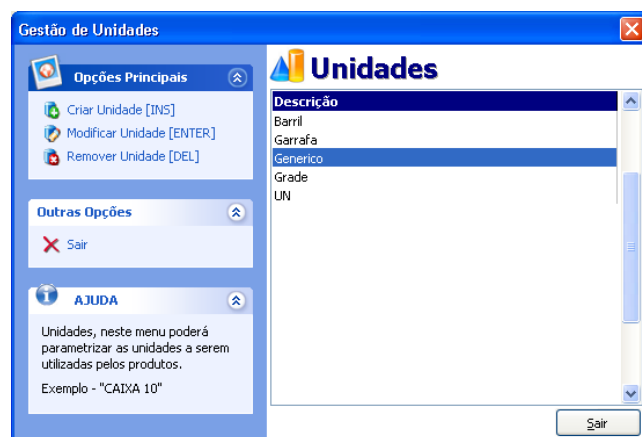 Gestão de Unidades
Opções Principais
Criar Unidade [INS]
Modificar Unidade [ENTER]
Remover Unidade [DEL]
Outras Opções
Sair
AJUDA
Unidades, neste menu poderá
parametrizar as unidades a serem
utilizadas pelos produtos.
Exemplo - "CAIXA 10"
Unidades
Descrição
Barril
Garrafa
Generico
Grade
UN
Sair